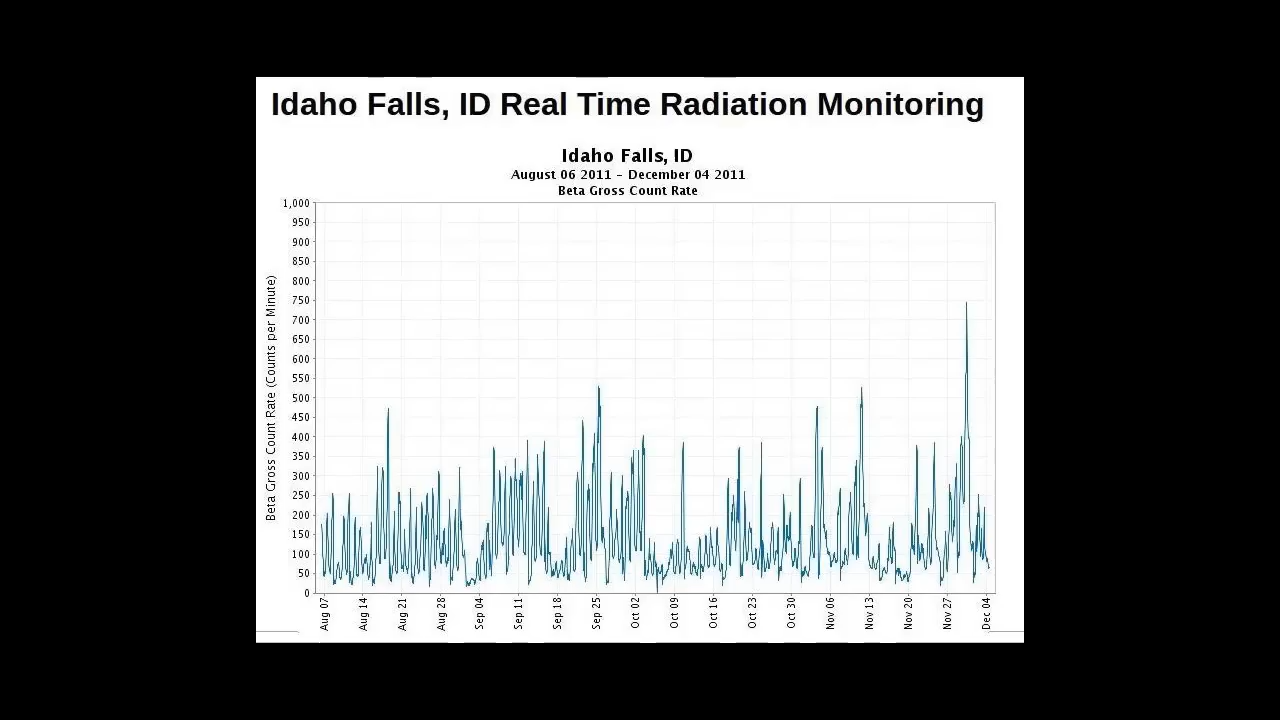 Idaho Falls, ID Real Time Radiation Monitoring
Idaho Falls, ID
August 06 2011 - December 04 2011
Beta Gross Count Rate
Beta Gross Count Rate (Counts per Minute)
1,000
950
900
850
800
750
700
650
600
550
500
450
400
350
300
250
200
150
100
50
0
Aug 07
Aug 14
Aug 21
Aug 28
Sep 04
Sep 11
Sep 18
Sep 25
Oct 02
Oct 09
Oct 16
Oct 23
Oct 30
Nov 06
Nov 13
Nov 20
Nov 27
Dec 04